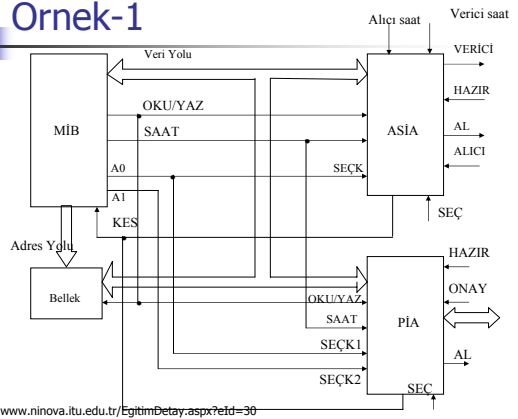 Örnek-1
Alıcı saat
Verici saat
Veri Yolu
VERİCİ
HAZIR
OKU/YAZ
MİB
SAAT
ASİA
AL
A0
SEÇK
ALICI
A1
KES
SEÇ
Adres Yolu
HAZIR
Bellek
OKU/YAZ
ONAY
SAAT
PİA
SEÇK1
AL
SEÇK2
SEÇ
www.ninova.itu.edu.tr/EgitimDetay.aspx?eId=30